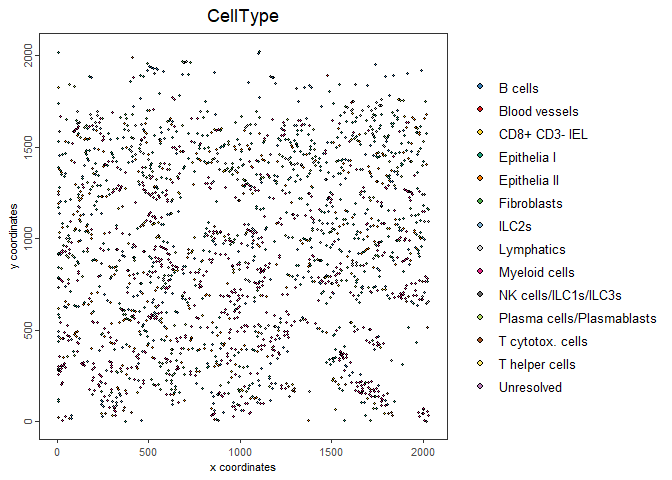 CellType
2000
1500
1000
500
0
y coordinates
0
500
1000
1500
2000
x coordinates
B cells
Blood vessels
CD8+ CD3- IEL
Epithelia I
Epithelia II
Fibroblasts
ILC2s
Lymphatics
Myeloid cells
NK cells/ILC1s/ILC3s
Plasma cells/Plasmablasts
T cytotox. cells
T helper cells
Unresolved